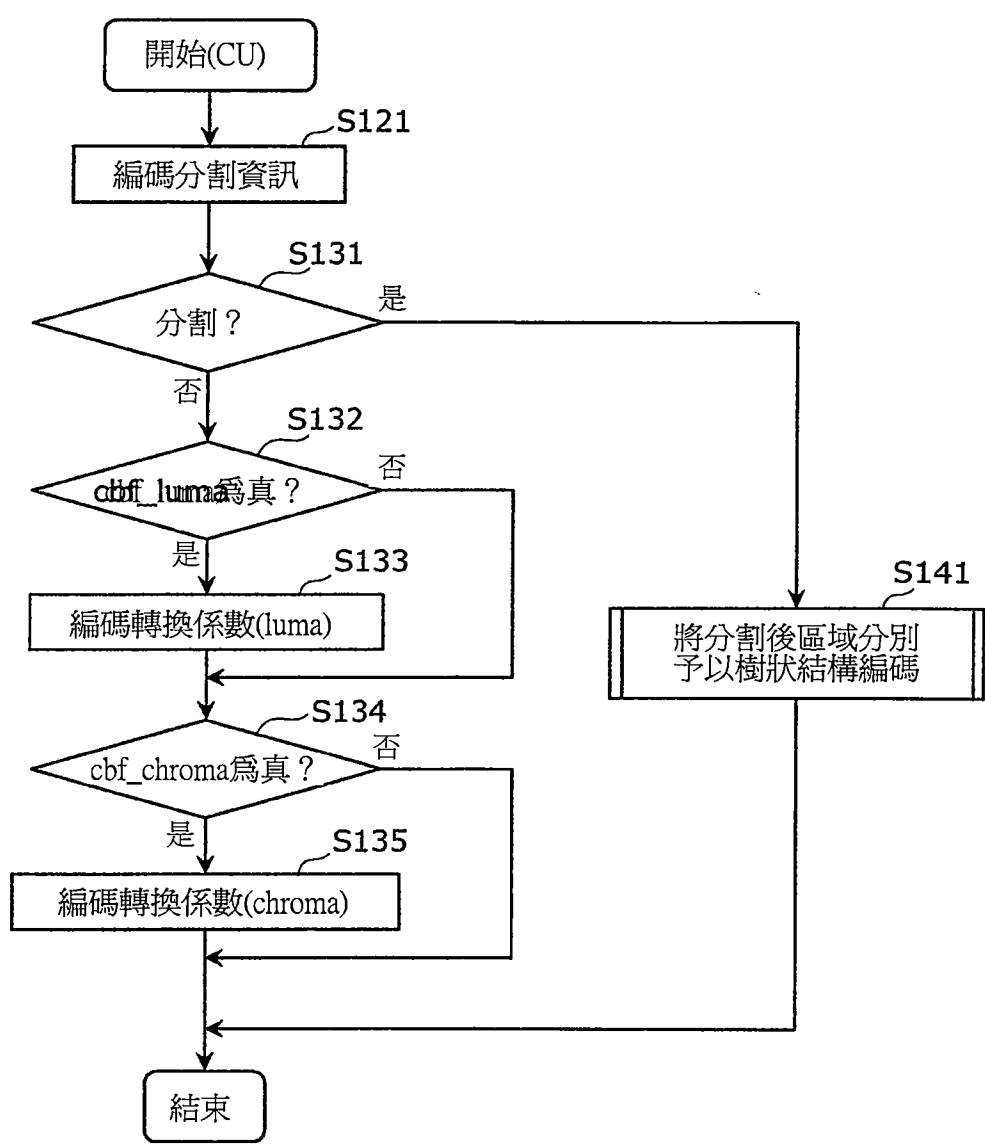 開始(CU)
S121
編碼分割資訊
S131
分割？
是
否
S132
cbf_luma爲真？
否
是
S133
編碼轉換係數(luma)
S141
將分割後區域分別
予以樹狀結構編碼
S134
cbf_chroma爲真？
否
是
S135
編碼轉換係數(chroma)
結束